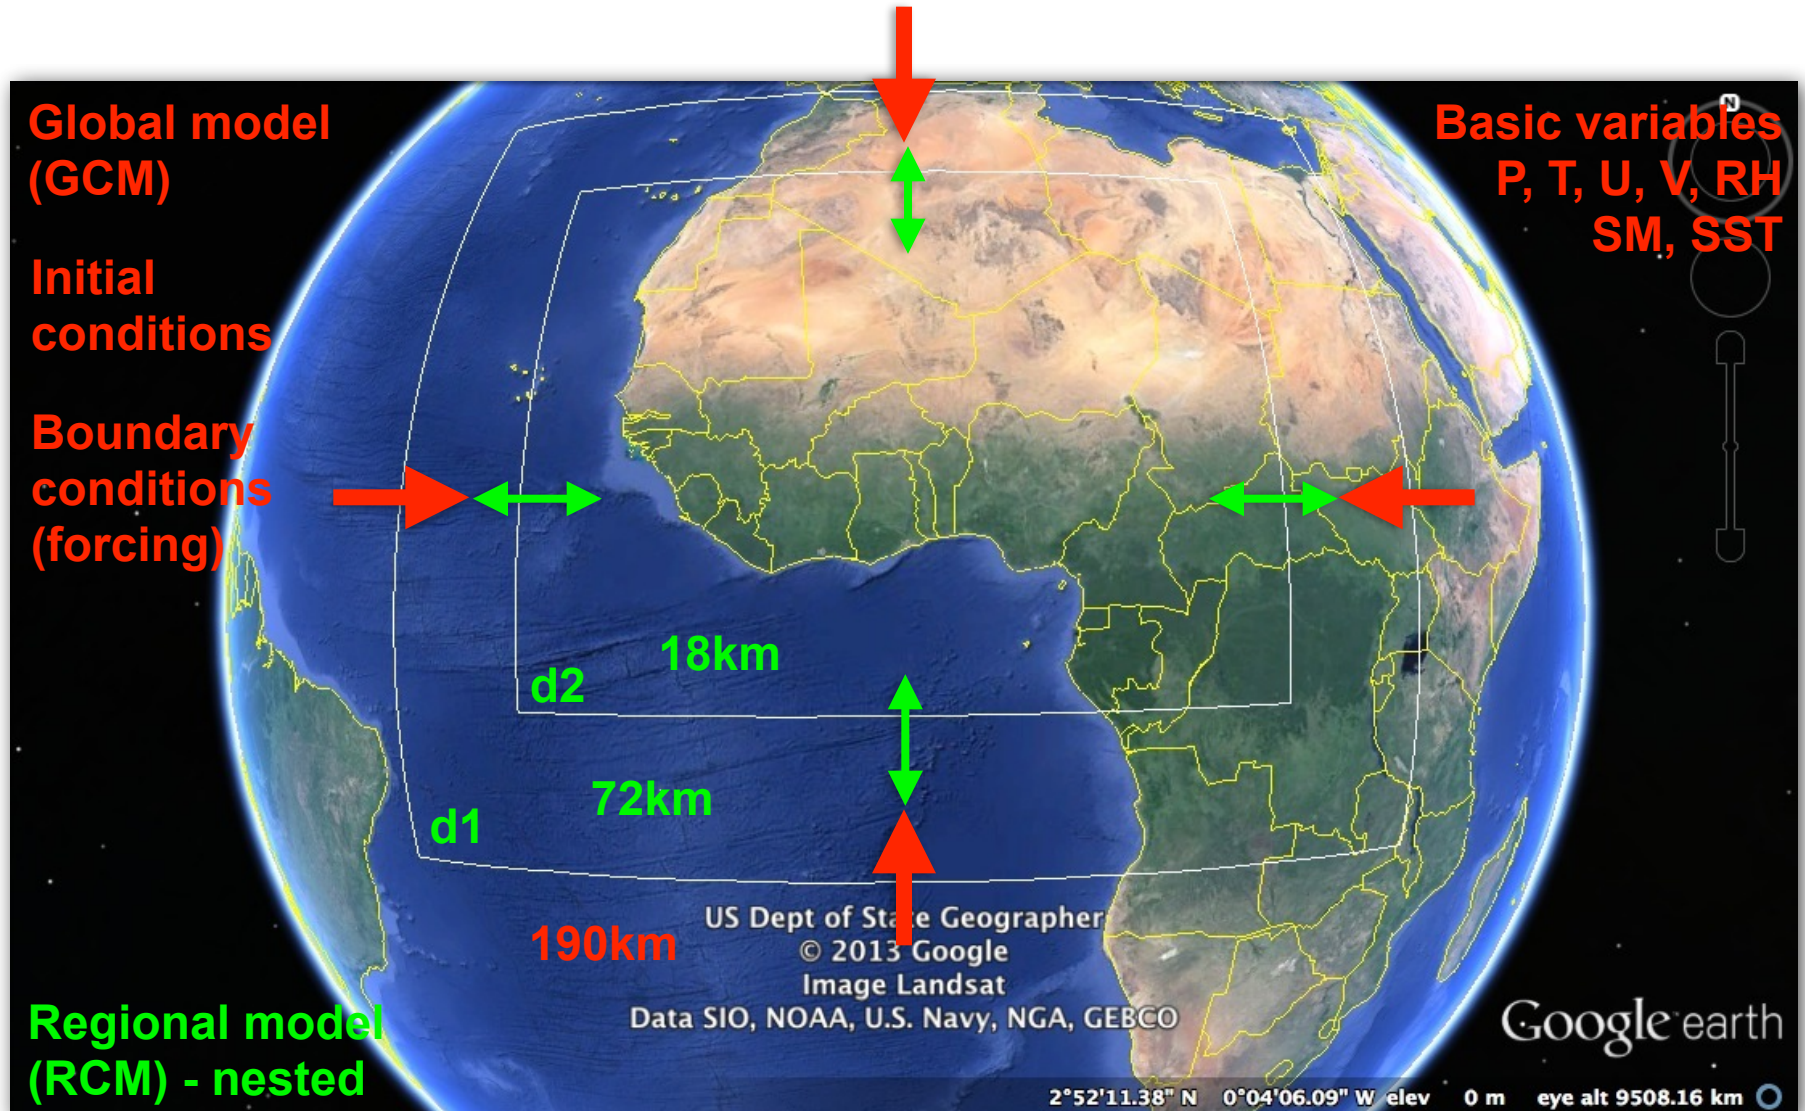 Global model
(GCM)
Initial
conditions
Boundary
conditions
(forcing)
Basic variables
P, T, U, V, RH
SM, SST
N
18km
d2
72km
d1
190km
US Dept of State Geographer
© 2013 Google
Image Landsat
Data SIO, NOAA, U.S. Navy, NGA, GEBCO
Regional model
(RCM) - nested
Google earth
2°52'11.38" N 0°04'06.09" W elev 0 m eye alt 9508.16 km